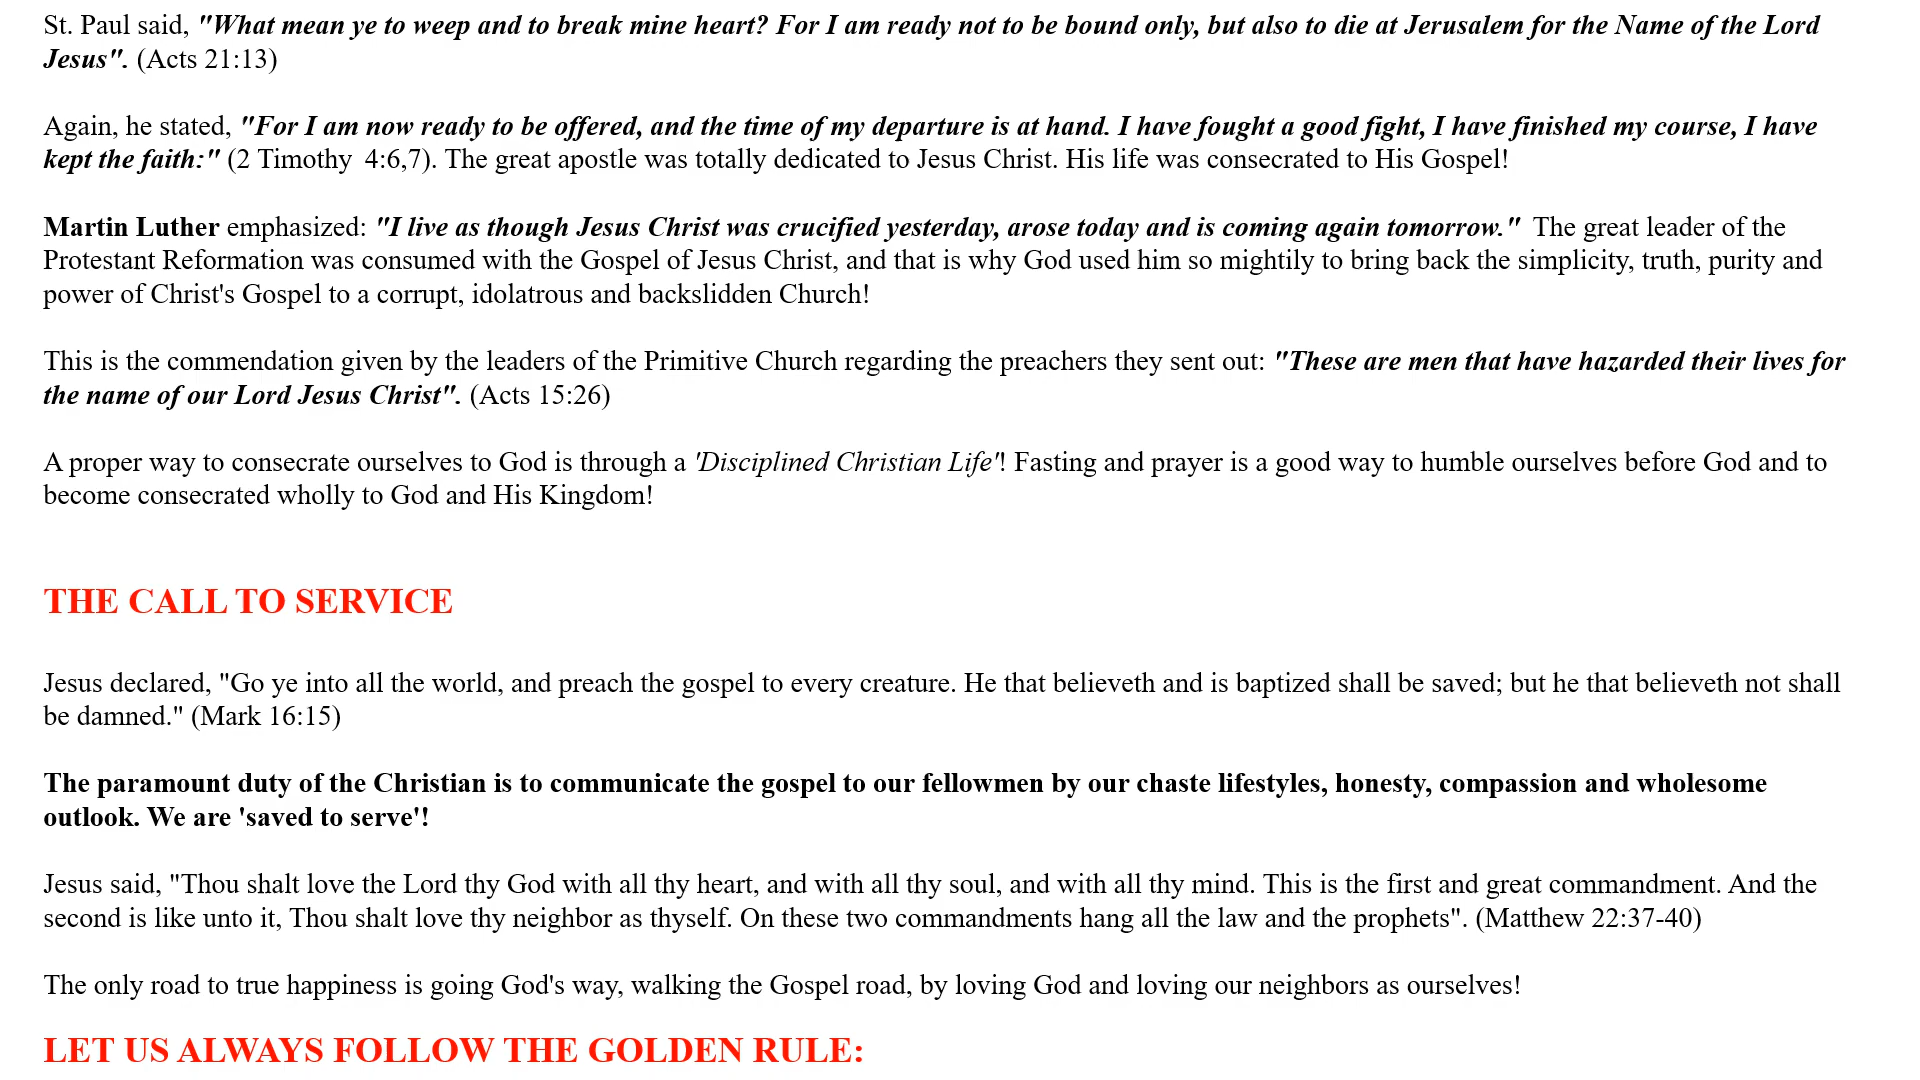 St. Paul said, "What mean ye to weep and to break mine heart? For I am ready not to be bound only, but also to die at Jerusalem for the Name of the Lord
Jesus". (Acts 21:13)
Again, he stated, "For I am now ready to be offered, and the time of my departure is at hand. I have fought a good fight, I have finished my course, I have
kept the faith:" (2 Timothy  4:6,7). The great apostle was totally dedicated to Jesus Christ. His life was consecrated to His Gospel!
Martin Luther emphasized: "I live as though Jesus Christ was crucified yesterday, arose today and is coming again tomorrow."  The great leader of the
Protestant Reformation was consumed with the Gospel of Jesus Christ, and that is why God used him so mightily to bring back the simplicity, truth, purity and
power of Christ's Gospel to a corrupt, idolatrous and backslidden Church!
This is the commendation given by the leaders of the Primitive Church regarding the preachers they sent out: "These are men that have hazarded their lives for
the name of our Lord Jesus Christ". (Acts 15:26)
A proper way to consecrate ourselves to God is through a 'Disciplined Christian Life'! Fasting and prayer is a good way to humble ourselves before God and to
become consecrated wholly to God and His Kingdom!
THE CALL TO SERVICE
Jesus declared, "Go ye into all the world, and preach the gospel to every creature. He that believeth and is baptized shall be saved; but he that believeth not shall
be damned." (Mark 16:15)
The paramount duty of the Christian is to communicate the gospel to our fellowmen by our chaste lifestyles, honesty, compassion and wholesome
outlook. We are 'saved to serve'!
Jesus said, "Thou shalt love the Lord thy God with all thy heart, and with all thy soul, and with all thy mind. This is the first and great commandment. And the
second is like unto it, Thou shalt love thy neighbor as thyself. On these two commandments hang all the law and the prophets". (Matthew 22:37-40)
The only road to true happiness is going God's way, walking the Gospel road, by loving God and loving our neighbors as ourselves!
LET US ALWAYS FOLLOW THE GOLDEN RULE: